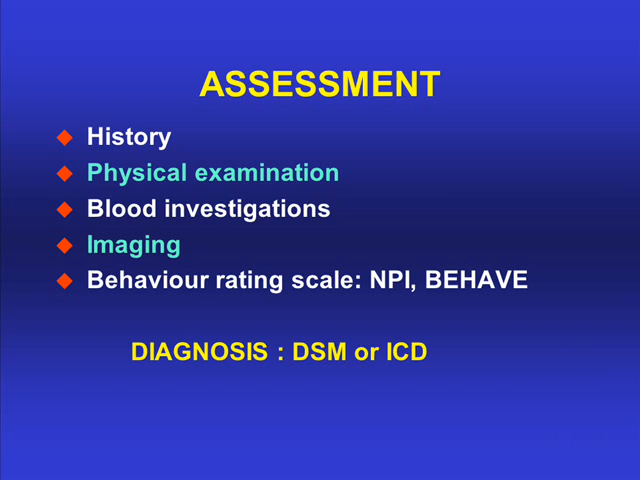 ASSESSMENT
History
Physical examination
Blood investigations
Imaging
Behaviour rating scale: NPI, BEHAVE
DIAGNOSIS : DSM or ICD